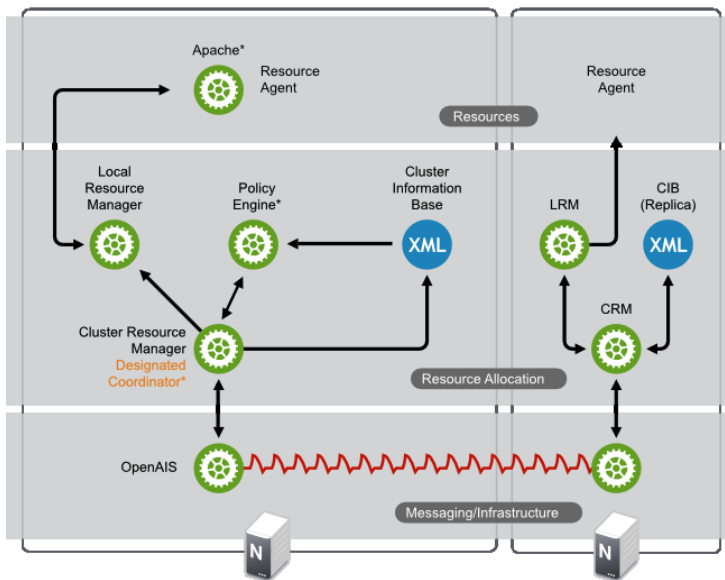 Apache*
Resource
Agent
Resource
Agent
Resources
Local
Resource
Manager
Policy
Engine*
Cluster
Information
Base
LRM
CIB
(Replica)
XML
XML
Cluster Resource
Manager
Designated
Coordinator*
CRM
Resource Allocation
OpenAIS
Messaging/Infrastructure
N
N